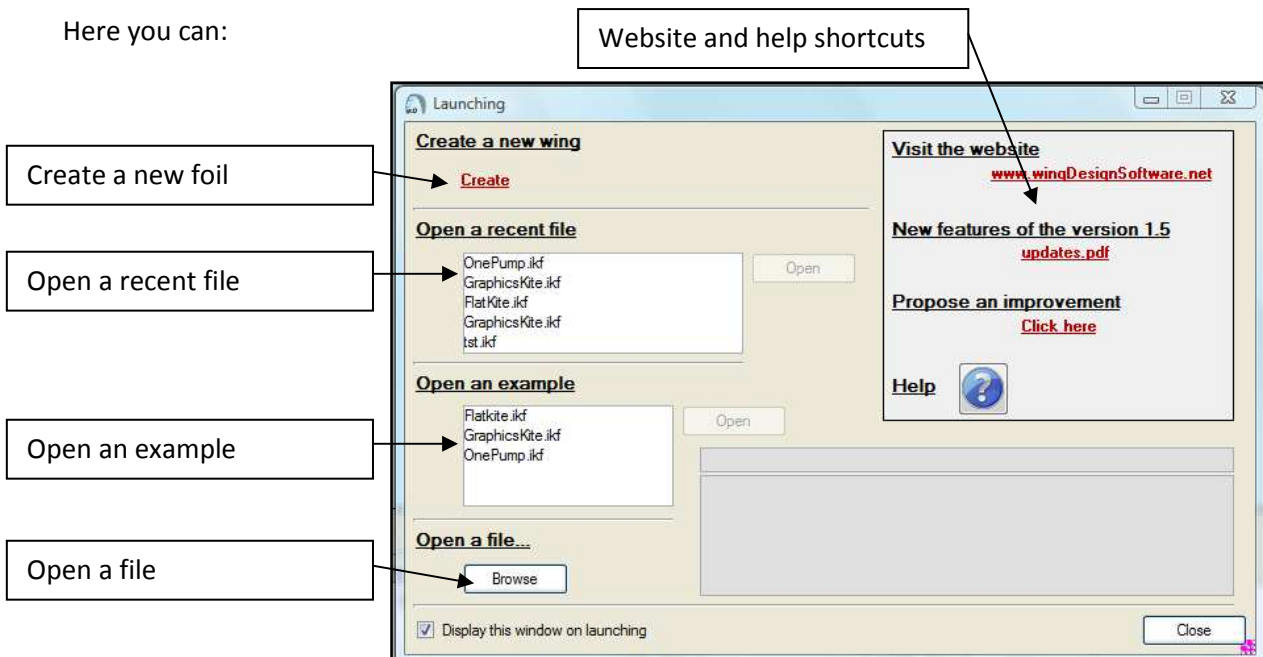 Here you can:
Website and help shortcuts
Launching
Create a new wing
Create a new foil
Create
Visit the website
www.wingDesignSoftware.net
Open a recent file
Open a recent file
OnePump.ikf
GraphicsKite.ikf
FlatKite.ikf
GraphicsKite.ikf
tst.ikf
Open
New features of the version 1.5
updates.pdf
Propose an improvement
Click here
Help
Open an example
Open an example
Flatkite.ikf
GraphicsKite.ikf
OnePump.ikf
Open
Open a file...
Open a file
Browse
Display this window on launching
Close